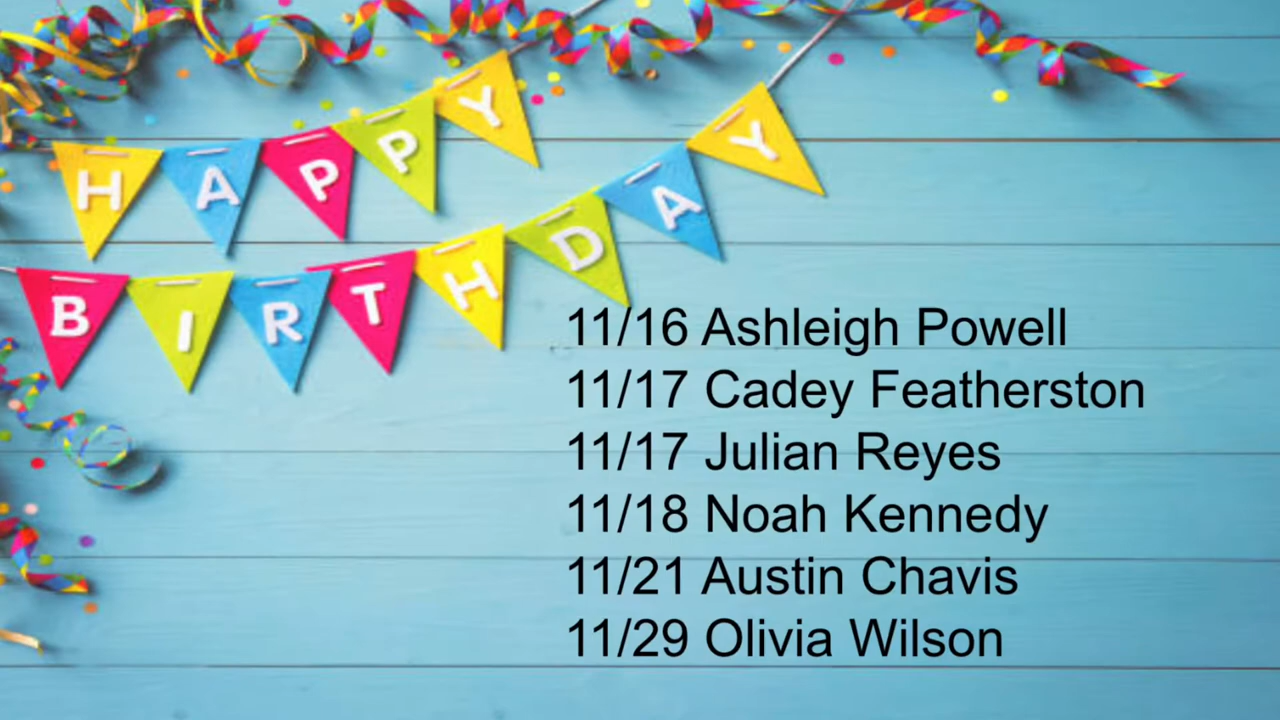 HAPPY
BIRTHDAY
11/16 Ashleigh Powell
11/17 Cadey Featherston
11/17 Julian Reyes
11/18 Noah Kennedy
11/21 Austin Chavis
11/29 Olivia Wilson